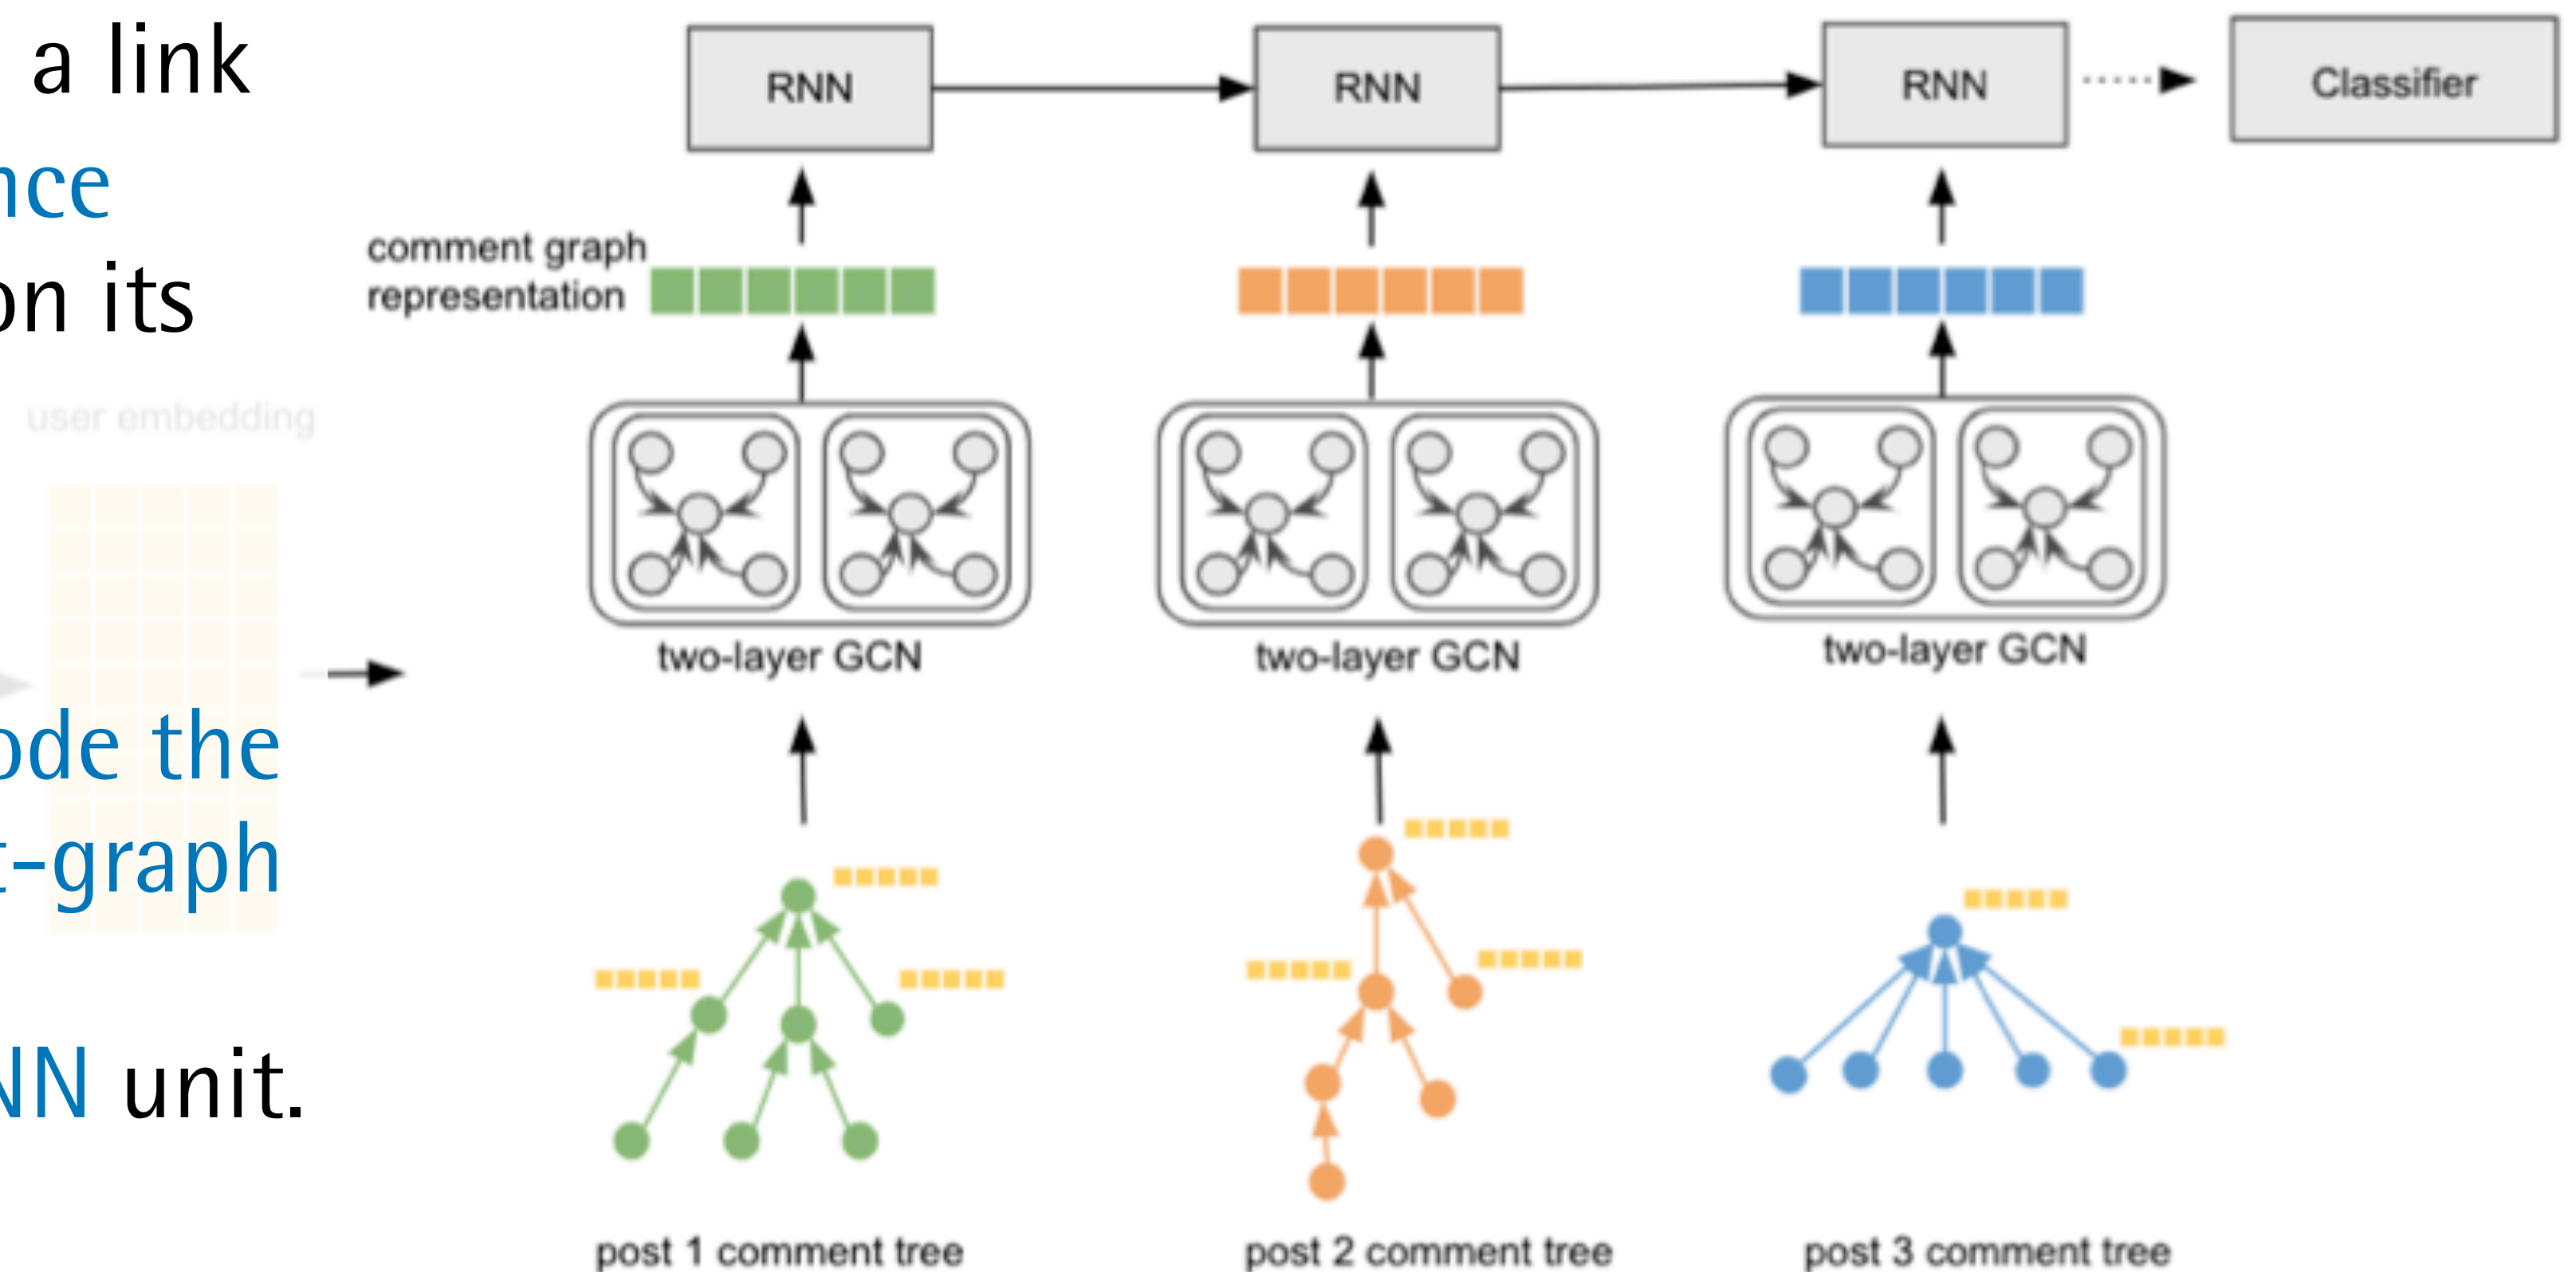 a link
nce
on its
user embedding
ode the
t-graph
NN unit.
RNN
RNN
RNN
Classifier
comment graph
representation
two-layer GCN
two-layer GCN
two-layer GCN
post 1 comment tree
post 2 comment tree
post 3 comment tree